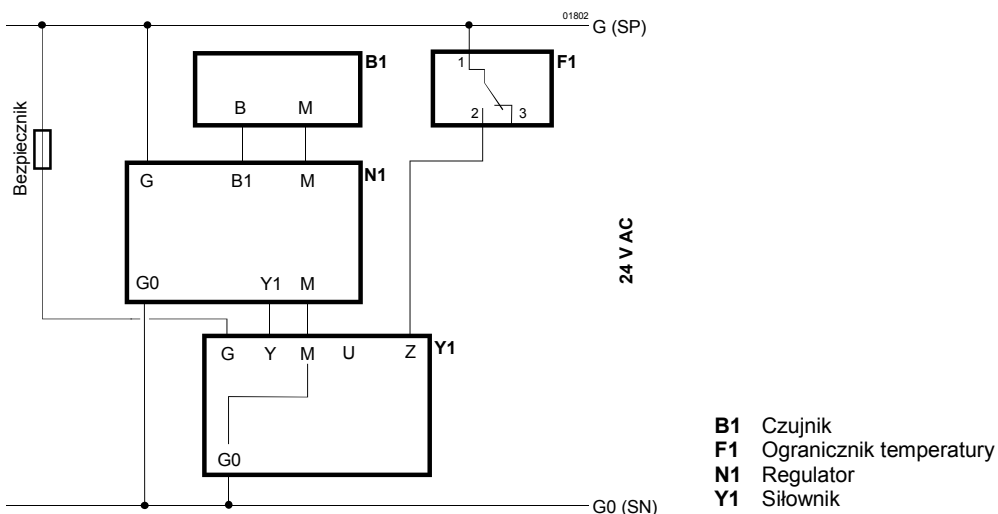 01802
G (SP)
B1
F1
1
2 3
B M
Bezpiecznik
N1
G B1 M
G0 Y1 M
24 V AC
Y1
G Y M U Z
G0
G0 (SN)
B1 Czujnik
F1 Ogranicznik temperatury
N1 Regulator
Y1 Siłownik